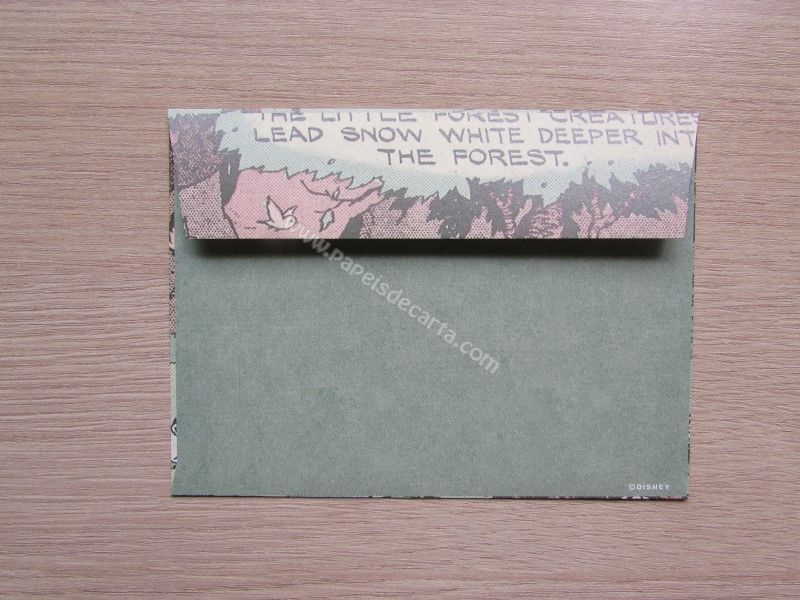 THE LITTLE FOREST CREATURES
LEAD SNOW WHITE DEEPER INT
THE FOREST.
www.papeisdecarta.com
©DISNEY